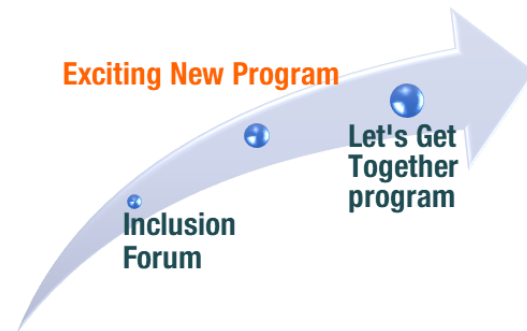 Exciting New Program
Let's Get
Together
program
Inclusion
Forum